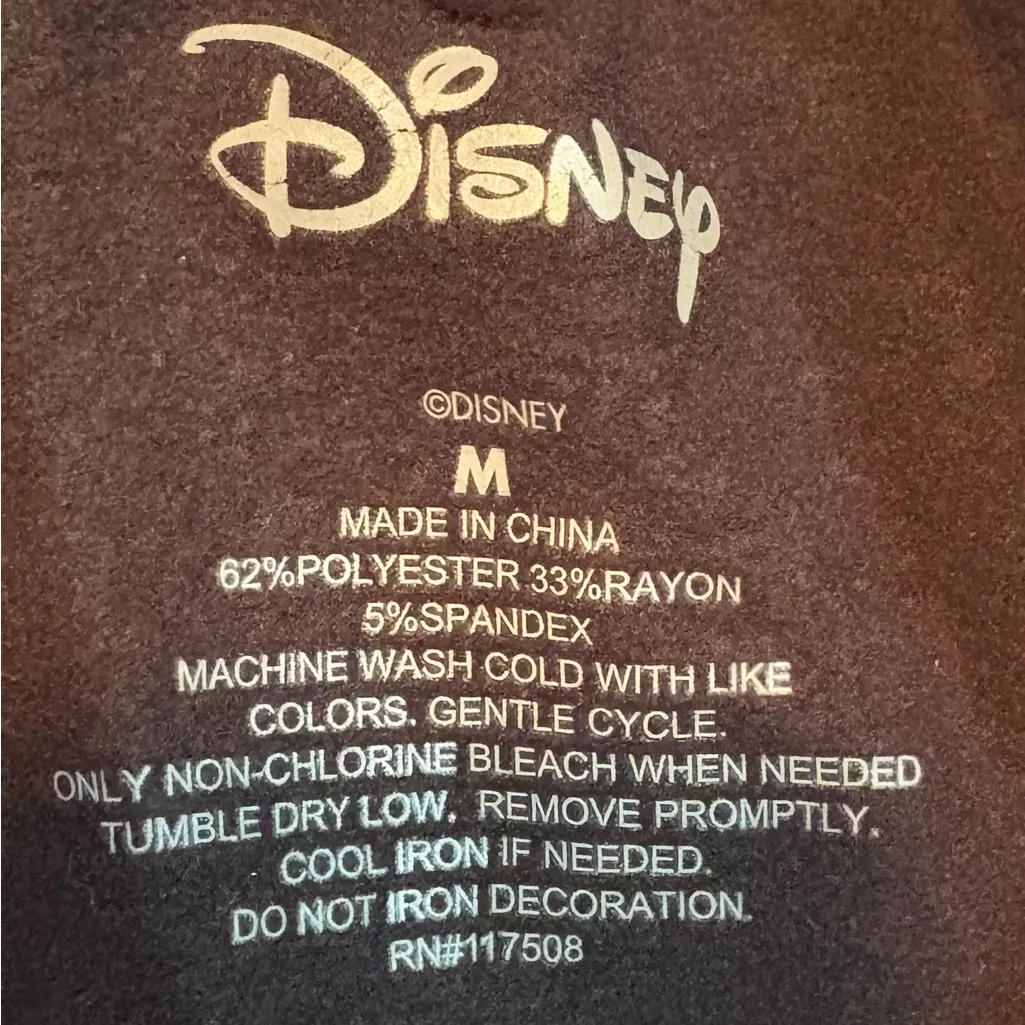 Disney
©DISNEY
M
MADE IN CHINA
62%POLYESTER 33%RAYON
5%SPANDEX
MACHINE WASH COLD WITH LIKE
COLORS. GENTLE CYCLE.
ONLY NON-CHLORINE BLEACH WHEN NEEDED
TUMBLE DRY LOW. REMOVE PROMPTLY.
COOL IRON IF NEEDED.
DO NOT IRON DECORATION.
RN#117508